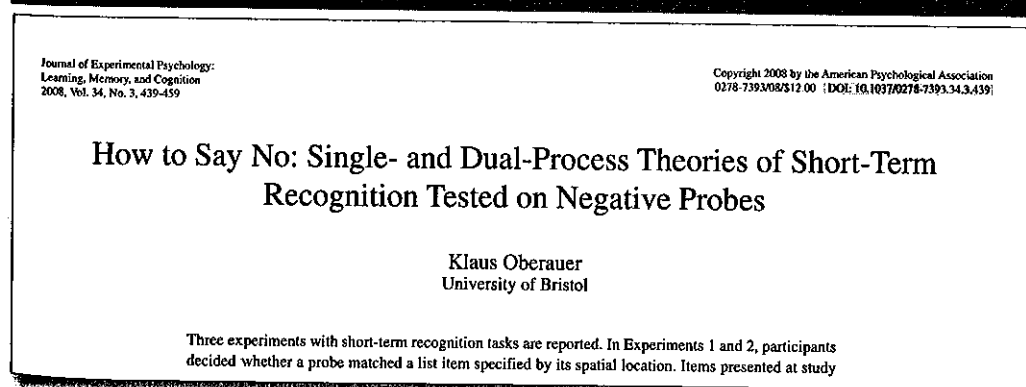 Journal of Experimental Psychology:
Learning, Memory, and Cognition
2008, Vol. 34, No. 3, 439-459
Copyright 2008 by the American Psychological Association
0278-7393/08/$12.00 DOI: 10.1037/0278-7393.34.3.439
How to Say No: Single- and Dual-Process Theories of Short-Term
Recognition Tested on Negative Probes
Klaus Oberauer
University of Bristol
Three experiments with short-term recognition tasks are reported. In Experiments 1 and 2, participants
decided whether a probe matched a list item specified by its spatial location. Items presented at study